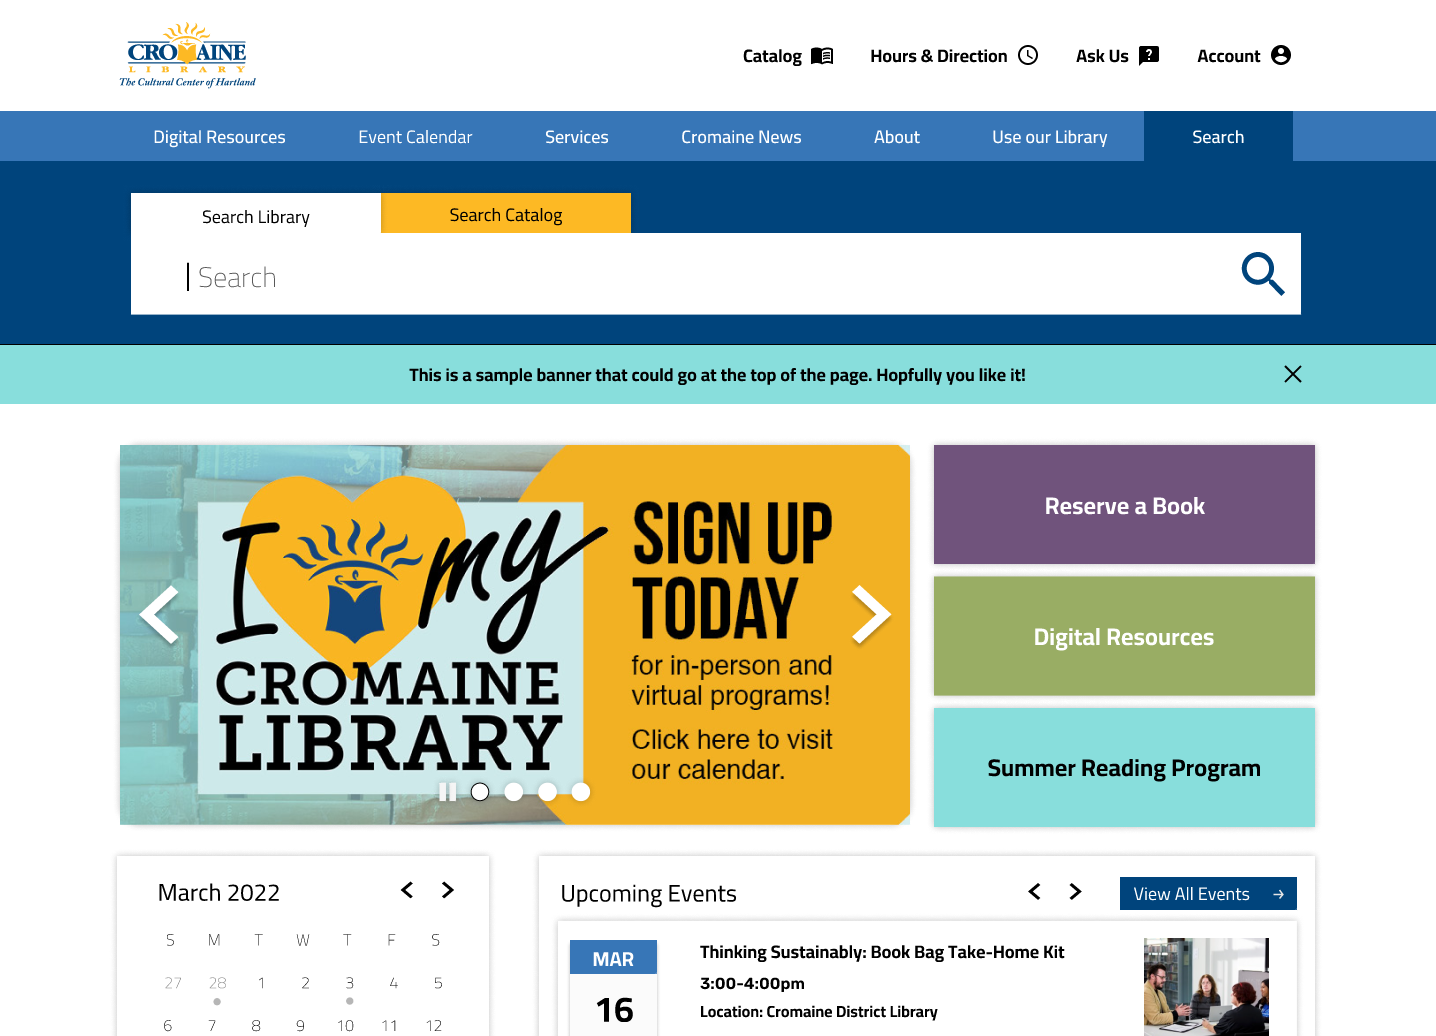 CROMAINE
LIBRARY
The Cultural Center of Hartland
Catalog
Hours & Direction
Ask Us
Account
Digital Resources
Event Calendar
Services
Cromaine News
About
Use our Library
Search
Search Library
Search Catalog
Search
This is a sample banner that could go at the top of the page. Hopfully you like it!
I my
CROMAINE
LIBRARY
SIGN UP
TODAY
for in-person and
virtual programs!
Click here to visit
our calendar.
Reserve a Book
Digital Resources
Summer Reading Program
March 2022
S M T W T F S
27 28 1 2 3 4 5
6 7 8 9 10 11 12
Upcoming Events
View All Events →
MAR
16
Thinking Sustainably: Book Bag Take-Home Kit
3:00-4:00pm
Location: Cromaine District Library